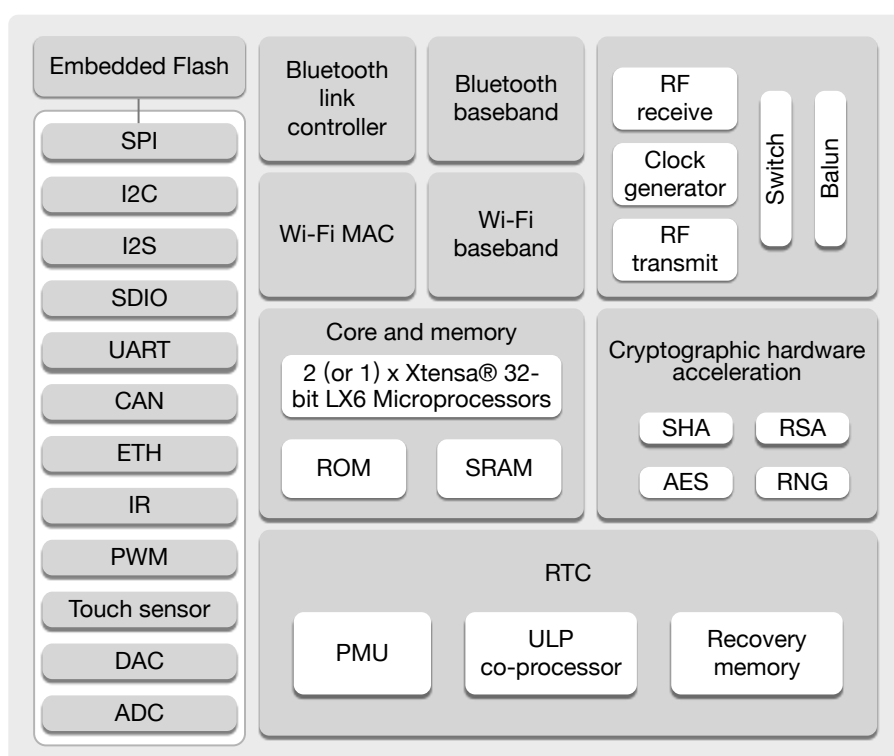 Embedded Flash
SPI
I2C
I2S
SDIO
UART
CAN
ETH
IR
PWM
Touch sensor
DAC
ADC
Bluetooth
link
controller
Bluetooth
baseband
Wi-Fi MAC
Wi-Fi
baseband
RF
receive
Clock
generator
RF
transmit
Switch
Balun
Core and memory
2 (or 1) x Xtensa® 32-
bit LX6 Microprocessors
ROM
SRAM
Cryptographic hardware
acceleration
SHA
RSA
AES
RNG
RTC
PMU
ULP
co-processor
Recovery
memory